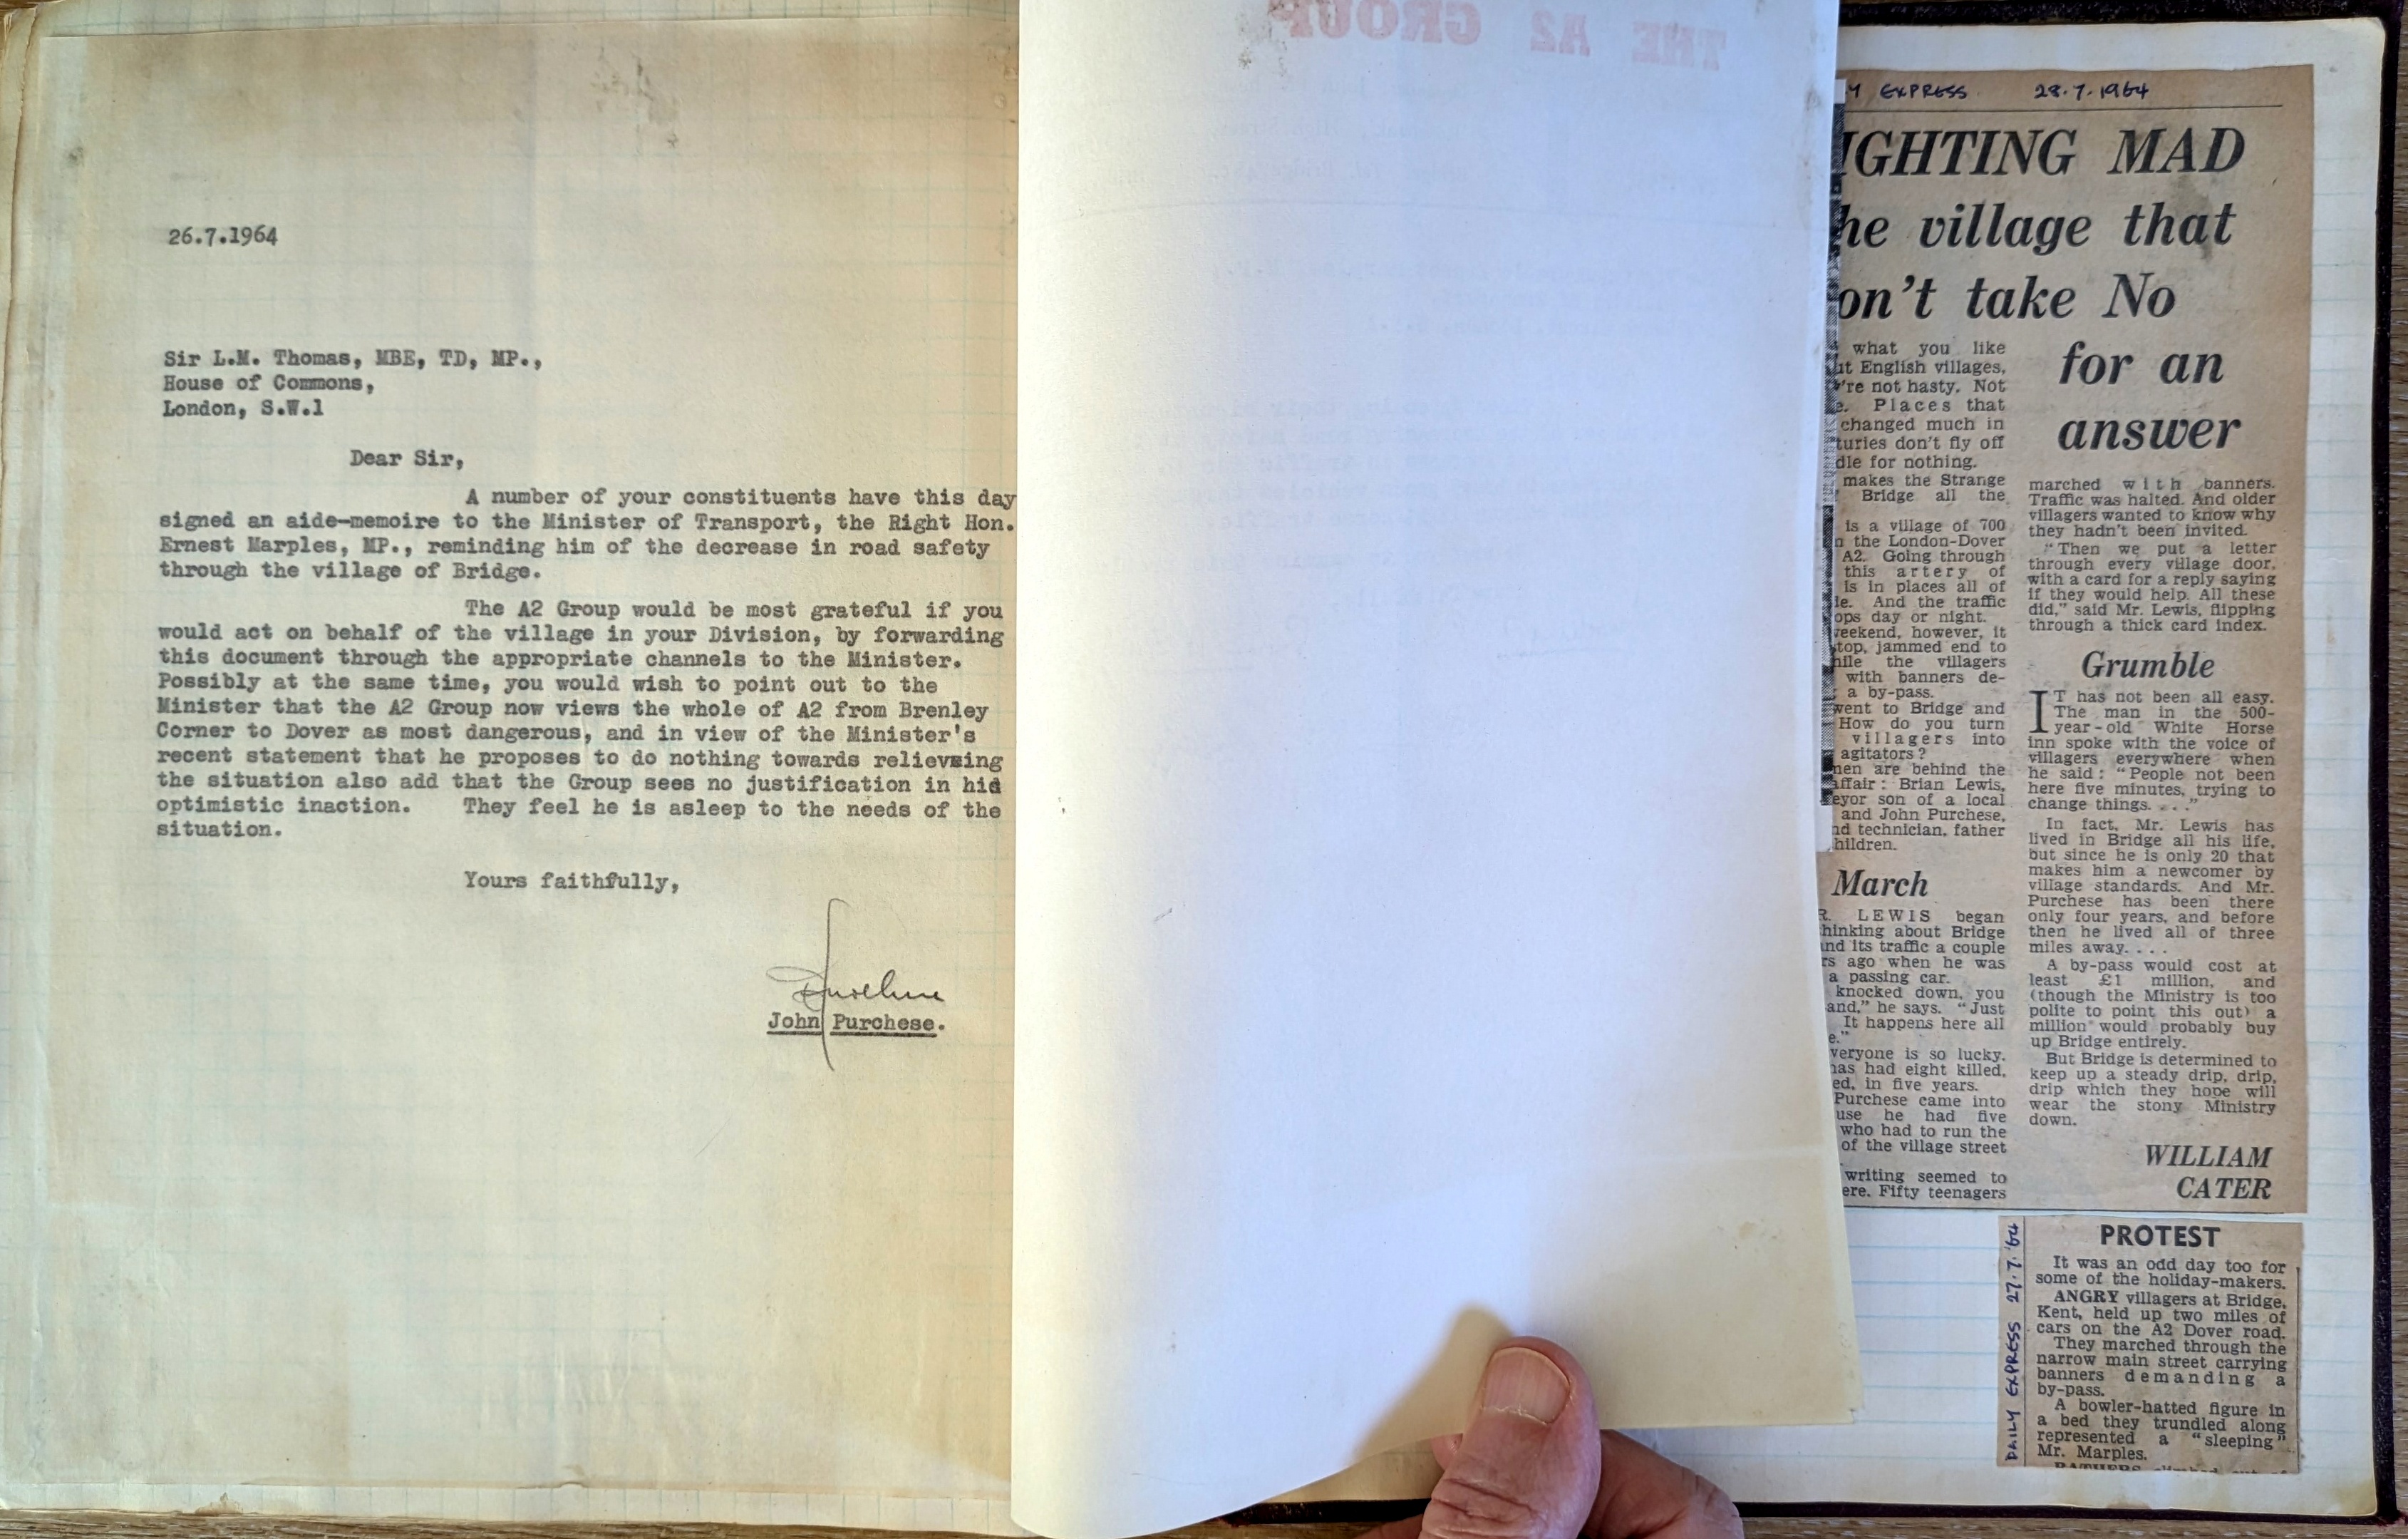 26.7.1964
Sir L.M. Thomas, MBE, TD, MP.,
House of Commons,
London, S.W.1
Dear Sir,
A number of your constituents have this day
signed an aide-memoire to the Minister of Transport, the Right Hon.
Ernest Marples, MP., reminding him of the decrease in road safety
through the village of Bridge.
The A2 Group would be most grateful if you
would act on behalf of the village in your Division, by forwarding
this document through the appropriate channels to the Minister.
Possibly at the same time, you would wish to point out to the
Minister that the A2 Group now views the whole of A2 from Brenley
Corner to Dover as most dangerous, and in view of the Minister's
recent statement that he proposes to do nothing towards relieving
the situation also add that the Group sees no justification in his
optimistic inaction. They feel he is asleep to the needs of the
situation.
Yours faithfully,
John Purchese.
THE A2 GROUP
Y EXPRESS 28.7.1964
IGHTING MAD
he village that
on't take No
for an
answer
what you like
ut English villages,
're not hasty. Not
e. Places that
changed much in
turies don't fly off
dle for nothing.
makes the Strange
Bridge all the
is a village of 700
n the London-Dover
A2. Going through
this artery of
is in places all of
le. And the traffic
ops day or night.
weekend, however, it
top, jammed end to
hile the villagers
with banners de-
a by-pass.
went to Bridge and
How do you turn
villagers into
agitators?
men are behind the
affair: Brian Lewis,
eyor son of a local
and John Purchese,
nd technician, father
hildren.
March
R. LEWIS began
hinking about Bridge
and its traffic a couple
rs ago when he was
a passing car.
knocked down, you
and," he says. "Just
It happens here all
e."
veryone is so lucky.
has had eight killed,
ed, in five years.
Purchese came into
use he had five
who had to run the
of the village street
writing seemed to
ere. Fifty teenagers
marched with banners.
Traffic was halted. And older
villagers wanted to know why
they hadn't been invited.
"Then we put a letter
through every village door,
with a card for a reply saying
if they would help. All these
did," said Mr. Lewis, flipping
through a thick card index.
Grumble
IT has not been all easy.
The man in the 500-
year-old White Horse
inn spoke with the voice of
villagers everywhere when
he said: "People not been
here five minutes, trying to
change things. . . ."
In fact, Mr. Lewis has
lived in Bridge all his life,
but since he is only 20 that
makes him a newcomer by
village standards. And Mr.
Purchese has been there
only four years, and before
then he lived all of three
miles away. . . .
A by-pass would cost at
least £1 million, and
(though the Ministry is too
polite to point this out) a
million would probably buy
up Bridge entirely.
But Bridge is determined to
keep up a steady drip, drip,
drip which they hope will
wear the stony Ministry
down.
WILLIAM
CATER
DAILY EXPRESS 27.7.'64
PROTEST
It was an odd day too for
some of the holiday-makers.
ANGRY villagers at Bridge,
Kent, held up two miles of
cars on the A2 Dover road.
They marched through the
narrow main street carrying
banners demanding a
by-pass.
A bowler-hatted figure in
a bed they trundled along
represented a "sleeping"
Mr. Marples.